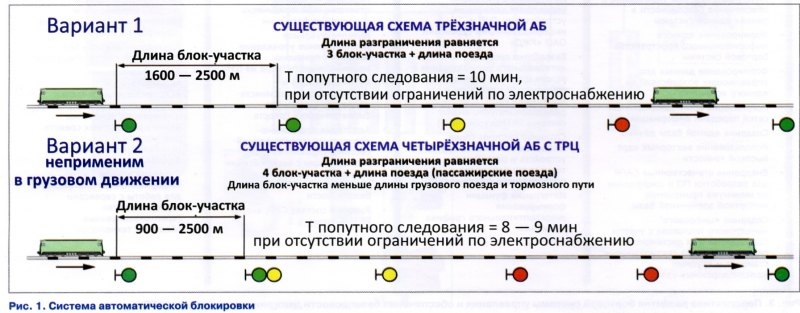 Вариант 1
СУЩЕСТВУЮЩАЯ СХЕМА ТРЁХЗНАЧНОЙ АБ
Длина разграничения равняется
3 блок-участка + длина поезда
Длина блок-участка
1600 — 2500 м
Т попутного следования = 10 мин,
при отсутствии ограничений по электроснабжению
Вариант 2
неприменим
в грузовом движении
СУЩЕСТВУЮЩАЯ СХЕМА ЧЕТЫРЁХЗНАЧНОЙ АБ С ТРЦ
Длина разграничения равняется
4 блок-участка + длина поезда (пассажирские поезда)
Длина блок-участка меньше длины грузового поезда и тормозного пути
Длина блок-участка
900 — 2500 м
Т попутного следования = 8 — 9 мин
при отсутствии ограничений по электроснабжению
Рис. 1. Система автоматической блокировки